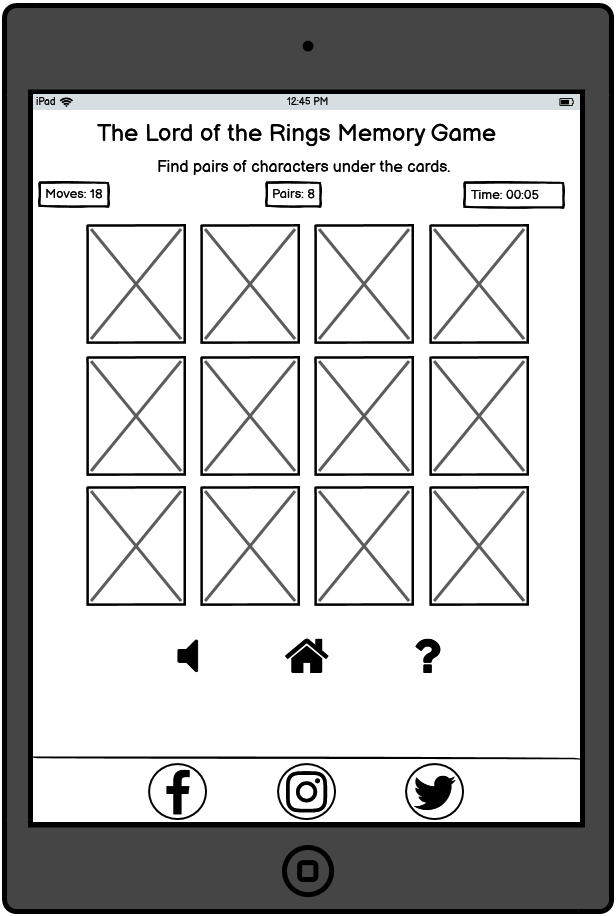 iPad 12:45 PM
The Lord of the Rings Memory Game
Find pairs of characters under the cards.
Moves: 18 Pairs: 8 Time: 00:05
?